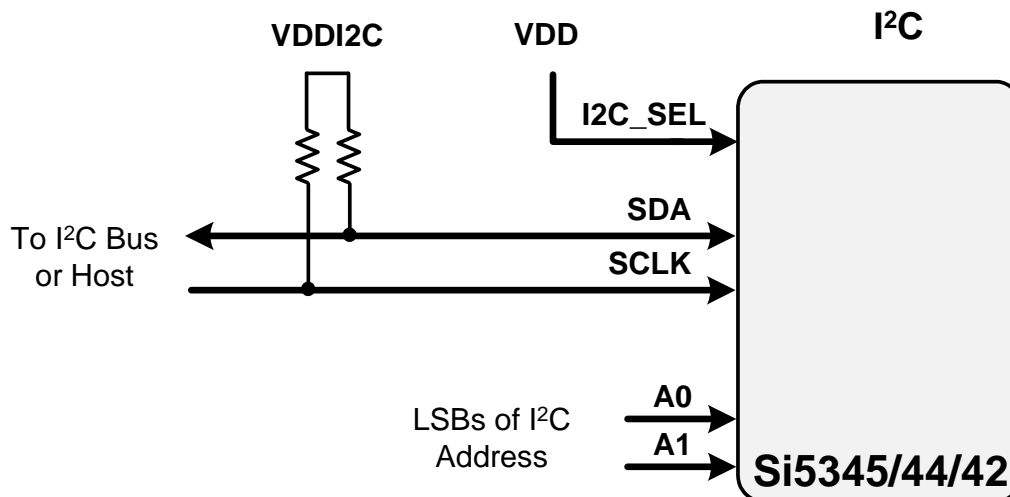 VDDI2C
VDD
I²C
I2C_SEL
SDA
To I²C Bus
or Host
SCLK
A0
LSBs of I²C
Address
A1
Si5345/44/42